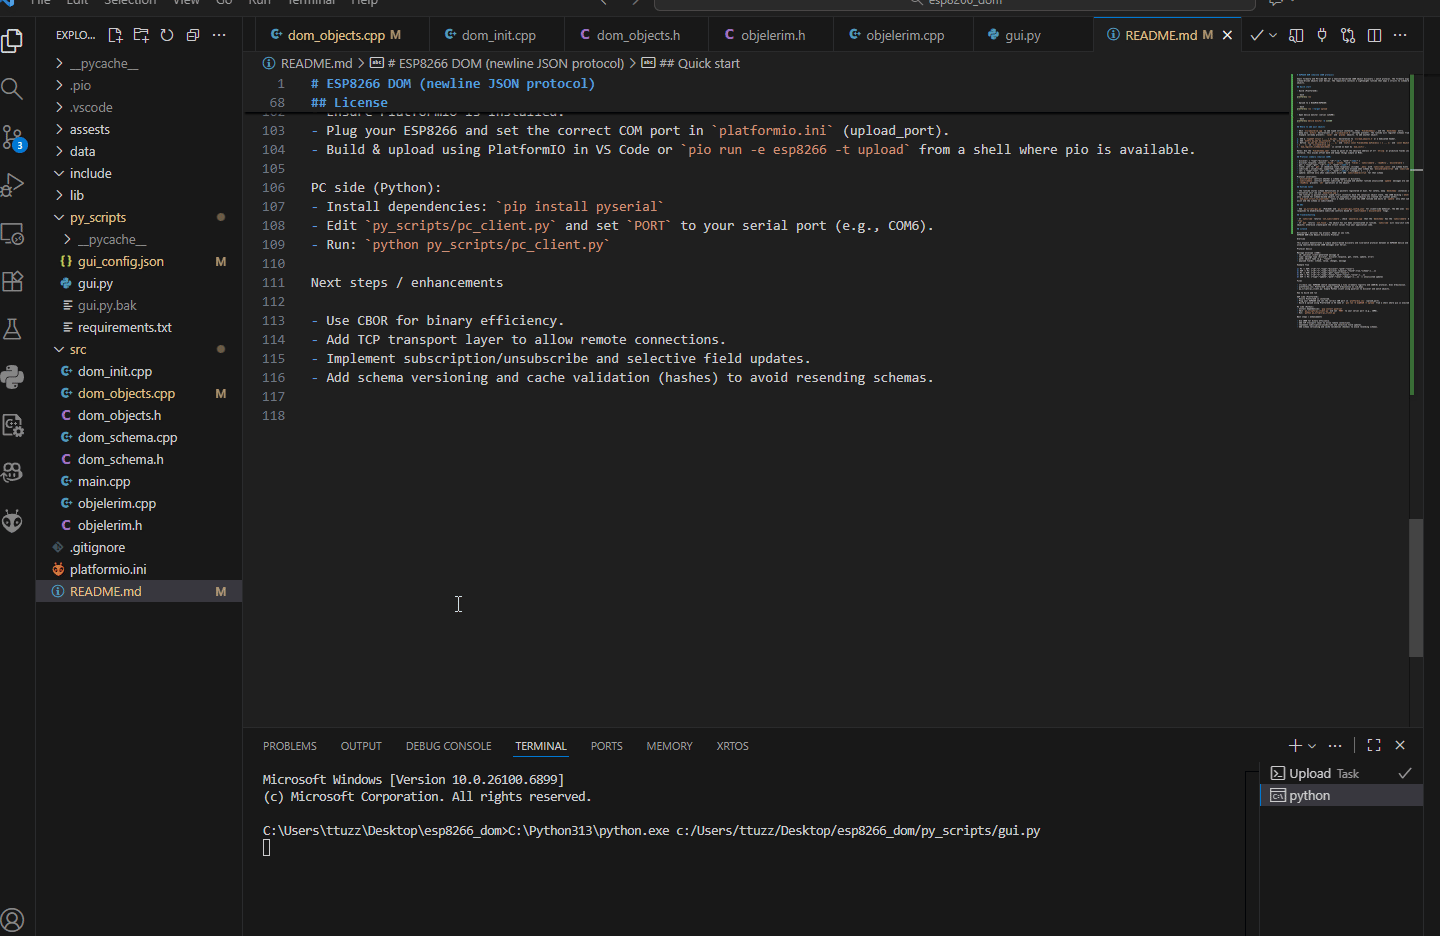 File Edit Selection View Go Run Terminal Help
esp8266_dom
EXPLO...
dom_objects.cpp M
dom_init.cpp
dom_objects.h
objelerim.h
objelerim.cpp
gui.py
README.md M
README.md > # ESP8266 DOM (newline JSON protocol) > ## Quick start
__pycache__
.pio
.vscode
assests
data
include
lib
py_scripts
__pycache__
gui_config.json M
gui.py
gui.py.bak
requirements.txt
src
dom_init.cpp
dom_objects.cpp M
dom_objects.h
dom_schema.cpp
dom_schema.h
main.cpp
objelerim.cpp
objelerim.h
.gitignore
platformio.ini
README.md M
3
1 # ESP8266 DOM (newline JSON protocol)
68 ## License
102 - Ensure PlatformIO is installed.
103 - Plug your ESP8266 and set the correct COM port in `platformio.ini` (upload_port).
104 - Build & upload using PlatformIO in VS Code or `pio run -e esp8266 -t upload` from a shell where pio is available.
105
106 PC side (Python):
107 - Install dependencies: `pip install pyserial`
108 - Edit `py_scripts/pc_client.py` and set `PORT` to your serial port (e.g., COM6).
109 - Run: `python py_scripts/pc_client.py`
110
111 Next steps / enhancements
112
113 - Use CBOR for binary efficiency.
114 - Add TCP transport layer to allow remote connections.
115 - Implement subscription/unsubscribe and selective field updates.
116 - Add schema versioning and cache validation (hashes) to avoid resending schemas.
117
118
PROBLEMS OUTPUT DEBUG CONSOLE TERMINAL PORTS MEMORY XRTOS
Microsoft Windows [Version 10.0.26100.6899]
(c) Microsoft Corporation. All rights reserved.
C:\Users\ttuzz\Desktop\esp8266_dom>C:\Python313\python.exe c:/Users/ttuzz/Desktop/esp8266_dom/py_scripts/gui.py
Upload Task
python